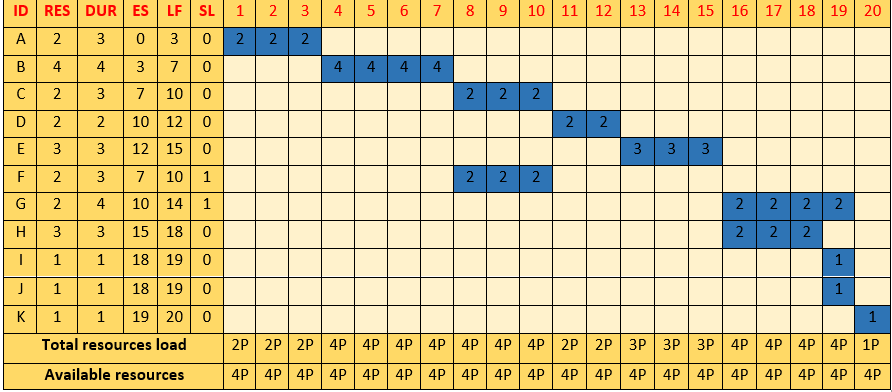 ID RES DUR ES LF SL 1 2 3 4 5 6 7 8 9 10 11 12 13 14 15 16 17 18 19 20
A 2 3 0 3 0 2 2 2
B 4 4 3 7 0 4 4 4 4
C 2 3 7 10 0 2 2 2
D 2 2 10 12 0 2 2
E 3 3 12 15 0 3 3 3
F 2 3 7 10 1 2 2 2
G 2 4 10 14 1 2 2 2 2
H 3 3 15 18 0 2 2 2
I 1 1 18 19 0 1
J 1 1 18 19 0 1
K 1 1 19 20 0 1
Total resources load 2P 2P 2P 4P 4P 4P 4P 4P 4P 4P 2P 2P 3P 3P 3P 4P 4P 4P 4P 1P
Available resources 4P 4P 4P 4P 4P 4P 4P 4P 4P 4P 4P 4P 4P 4P 4P 4P 4P 4P 4P 4P